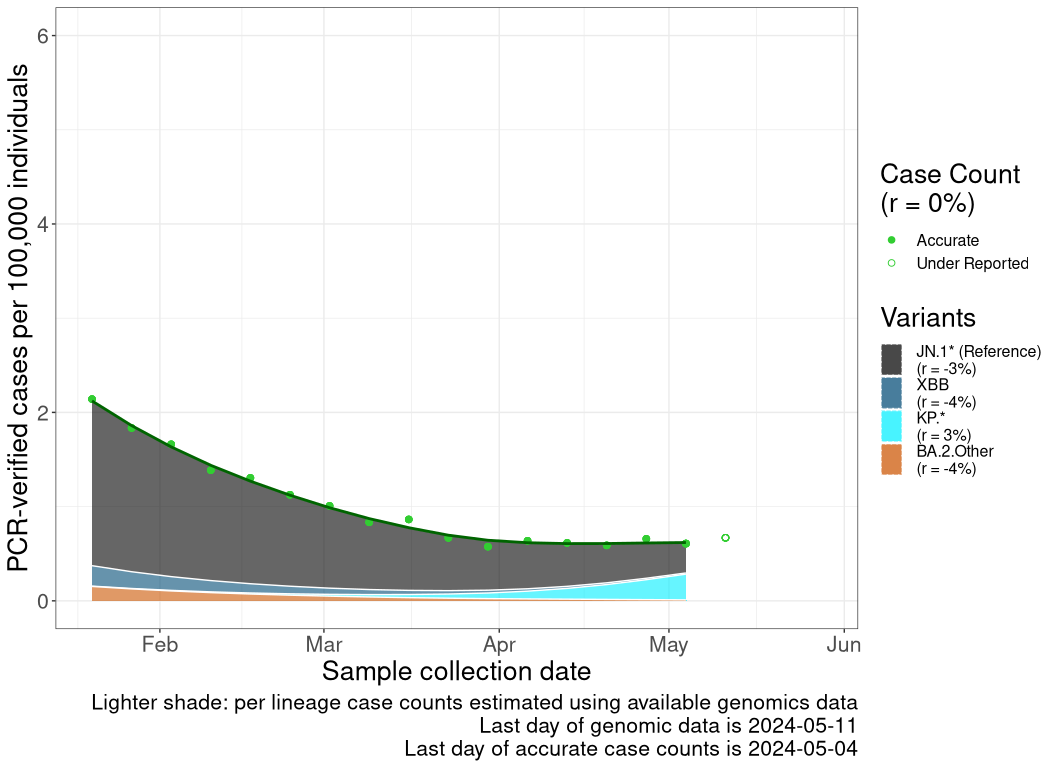 PCR-verified cases per 100,000 individuals
6
4
2
0
Feb
Mar
Apr
May
Jun
Sample collection date
Lighter shade: per lineage case counts estimated using available genomics data
Last day of genomic data is 2024-05-11
Last day of accurate case counts is 2024-05-04
Case Count
(r = 0%)
Accurate
Under Reported
Variants
JN.1* (Reference)
(r = -3%)
XBB
(r = -4%)
KP.*
(r = 3%)
BA.2.Other
(r = -4%)